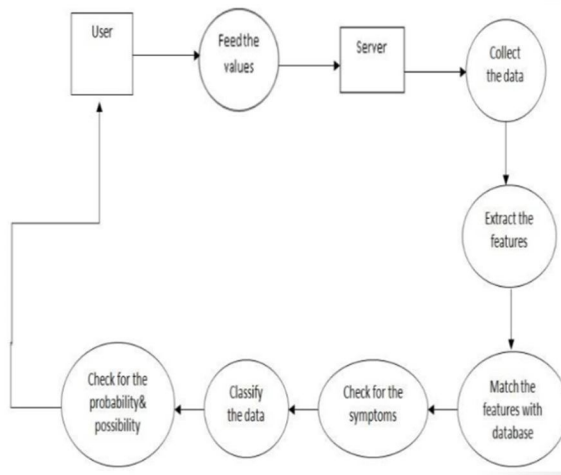 User
Feed the
values
Server
Collect
the data
Extract the
features
Match the
features with
database
Check for the
symptoms
Classify
the data
Check for the
probability&
possibility